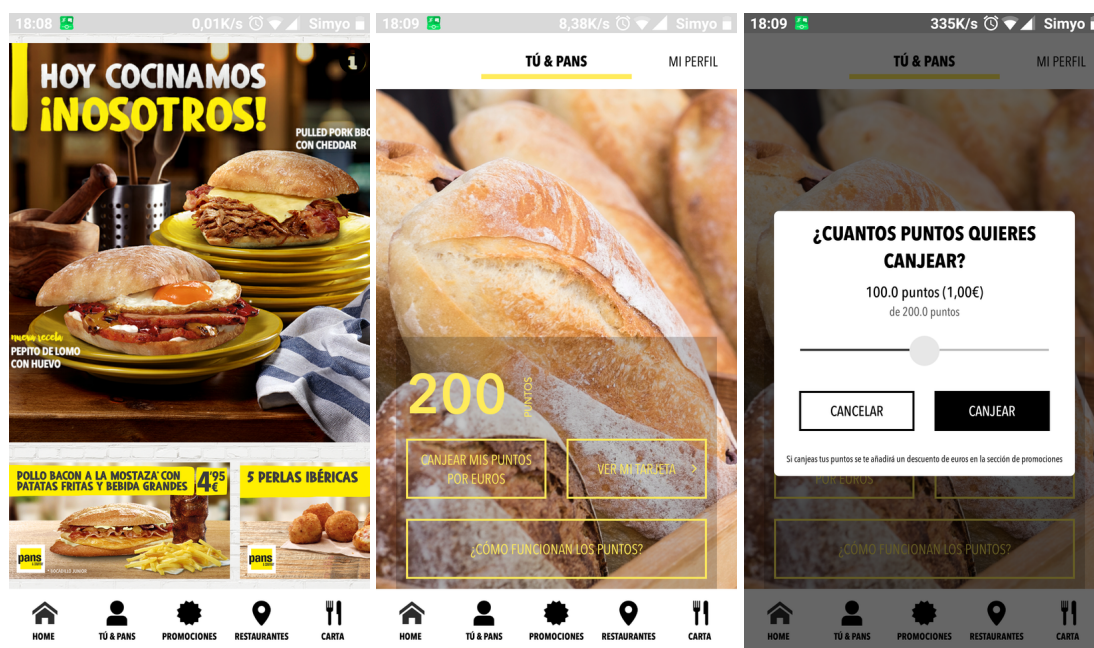 18:08
0,01K/s
Simyo
HOY COCINAMOS
¡NOSOTROS!
PULLED PORK BBQ
CON CHEDDAR
nueva receta
PEPITO DE LOMO
CON HUEVO
POLLO BACON A LA MOSTAZA* CON
PATATAS FRITAS Y BEBIDA GRANDES
4'95
€
pans
* BOCADILLO JUNIOR
5 PERLAS IBÉRICAS
pans
HOME
TÚ & PANS
PROMOCIONES
RESTAURANTES
CARTA
18:09
8,38K/s
Simyo
TÚ & PANS
MI PERFIL
200
PUNTOS
CANJEAR MIS PUNTOS
POR EUROS
VER MI TARJETA >
¿CÓMO FUNCIONAN LOS PUNTOS?
HOME
TÚ & PANS
PROMOCIONES
RESTAURANTES
CARTA
18:09
335K/s
Simyo
TÚ & PANS
MI PERFIL
¿CUANTOS PUNTOS QUIERES
CANJEAR?
100.0 puntos (1,00€)
de 200.0 puntos
CANCELAR
CANJEAR
Si canjeas tus puntos se te añadirá un descuento de euros en la sección de promociones
POR EUROS
¿CÓMO FUNCIONAN LOS PUNTOS?
HOME
TÚ & PANS
PROMOCIONES
RESTAURANTES
CARTA